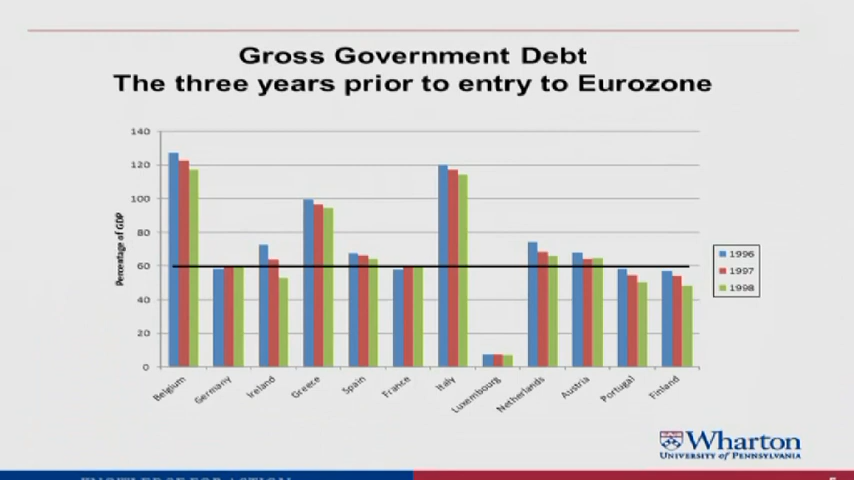 Gross Government Debt
The three years prior to entry to Eurozone
140
120
100
80
60
40
20
0
Percentage of GDP
Belgium
Germany
Ireland
Greece
Spain
France
Italy
Luxembourg
Netherlands
Austria
Portugal
Finland
1996
1997
1998
Wharton
UNIVERSITY of PENNSYLVANIA